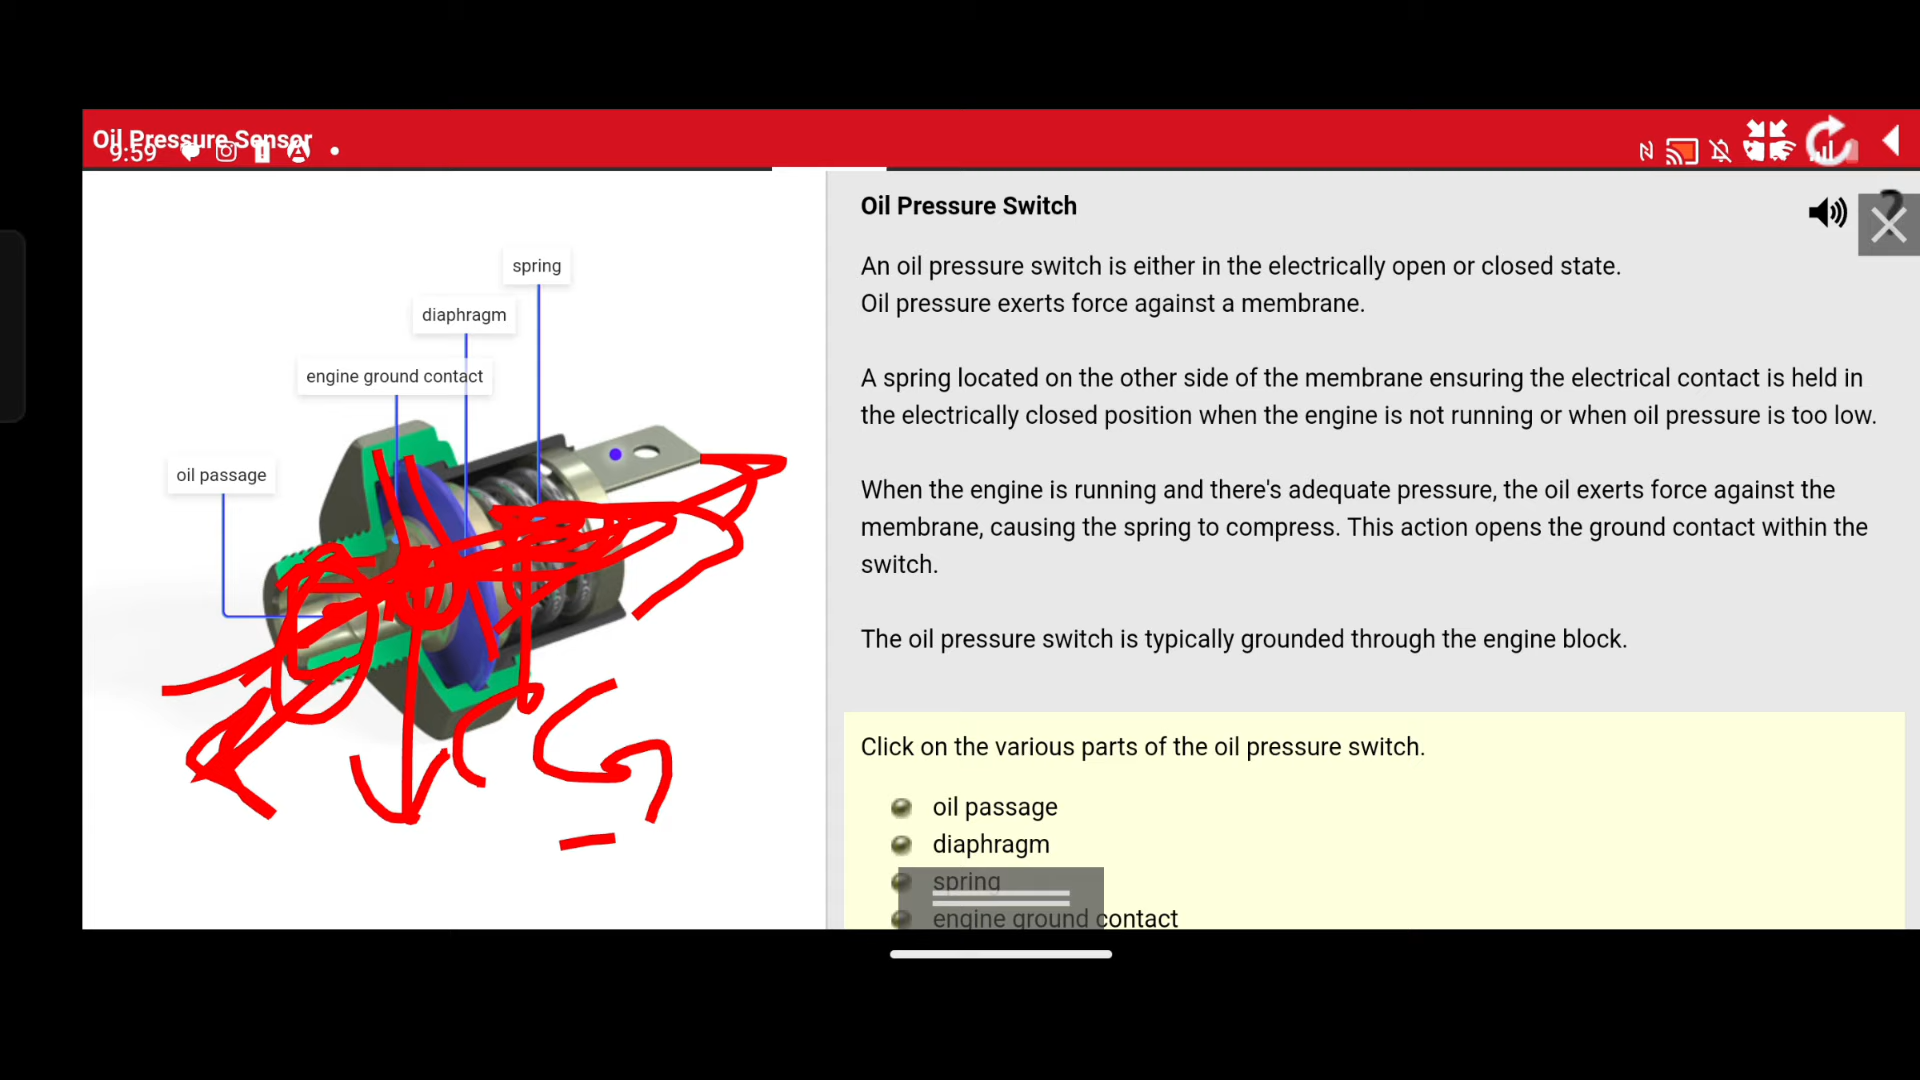 Oil Pressure Sensor
9:59
spring
diaphragm
engine ground contact
oil passage
Oil Pressure Switch
An oil pressure switch is either in the electrically open or closed state.
Oil pressure exerts force against a membrane.
A spring located on the other side of the membrane ensuring the electrical contact is held in
the electrically closed position when the engine is not running or when oil pressure is too low.
When the engine is running and there's adequate pressure, the oil exerts force against the
membrane, causing the spring to compress. This action opens the ground contact within the
switch.
The oil pressure switch is typically grounded through the engine block.
Click on the various parts of the oil pressure switch.
oil passage
diaphragm
spring
engine ground contact